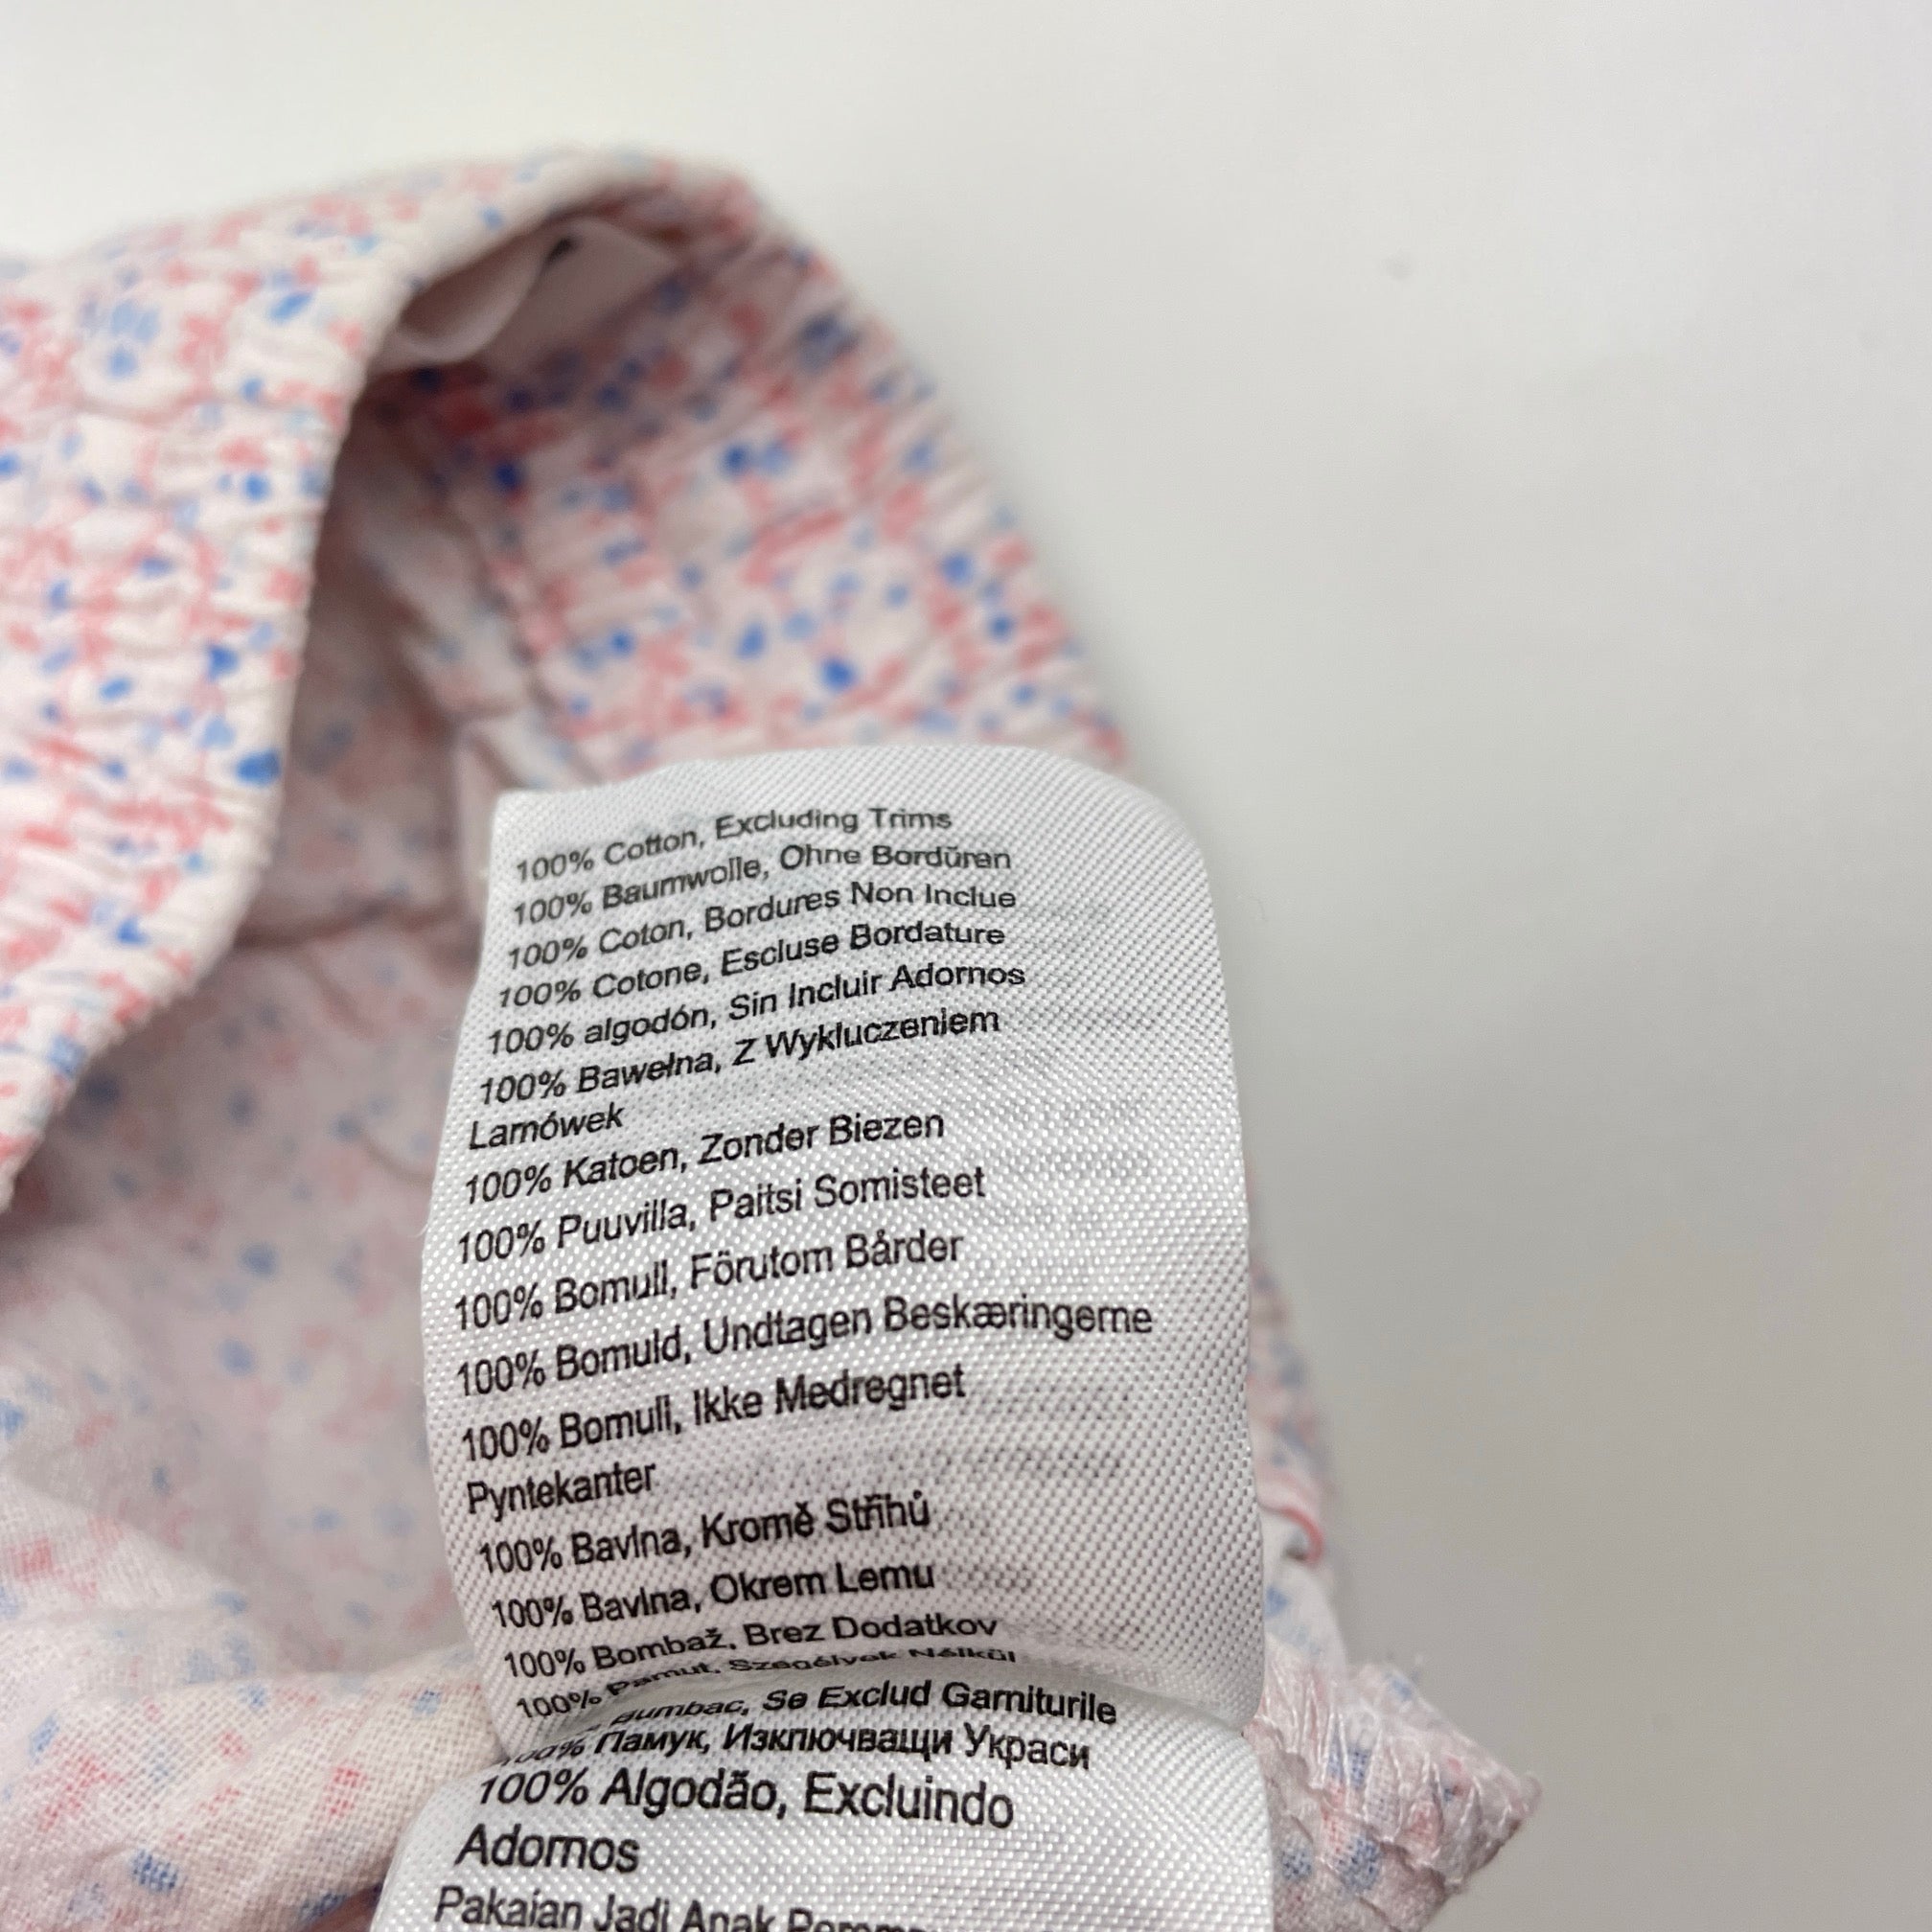 100% Cotton, Excluding Trims
100% Baumwolle, Ohne Bordüren
100% Coton, Bordures Non Inclue
100% Cotone, Escluse Bordature
100% algodón, Sin Incluir Adornos
100% Bawełna, Z Wykluczeniem
Lamówek
100% Katoen, Zonder Biezen
100% Puuvilla, Paitsi Somisteet
100% Bomull, Förutom Bårder
100% Bomuld, Undtagen Beskæringerne
100% Bomull, Ikke Medregnet
Pyntekanter
100% Bavlna, Kromě Střihů
100% Bavlna, Okrem Lemu
100% Bombaž, Brez Dodatkov
100% Pamut, Szegélyek Nélkül
Bumbac, Se Exclud Garniturile
100% Памук, Изключващи Украси
100% Algodão, Excluindo
Adornos
Pakaian Jadi Anak